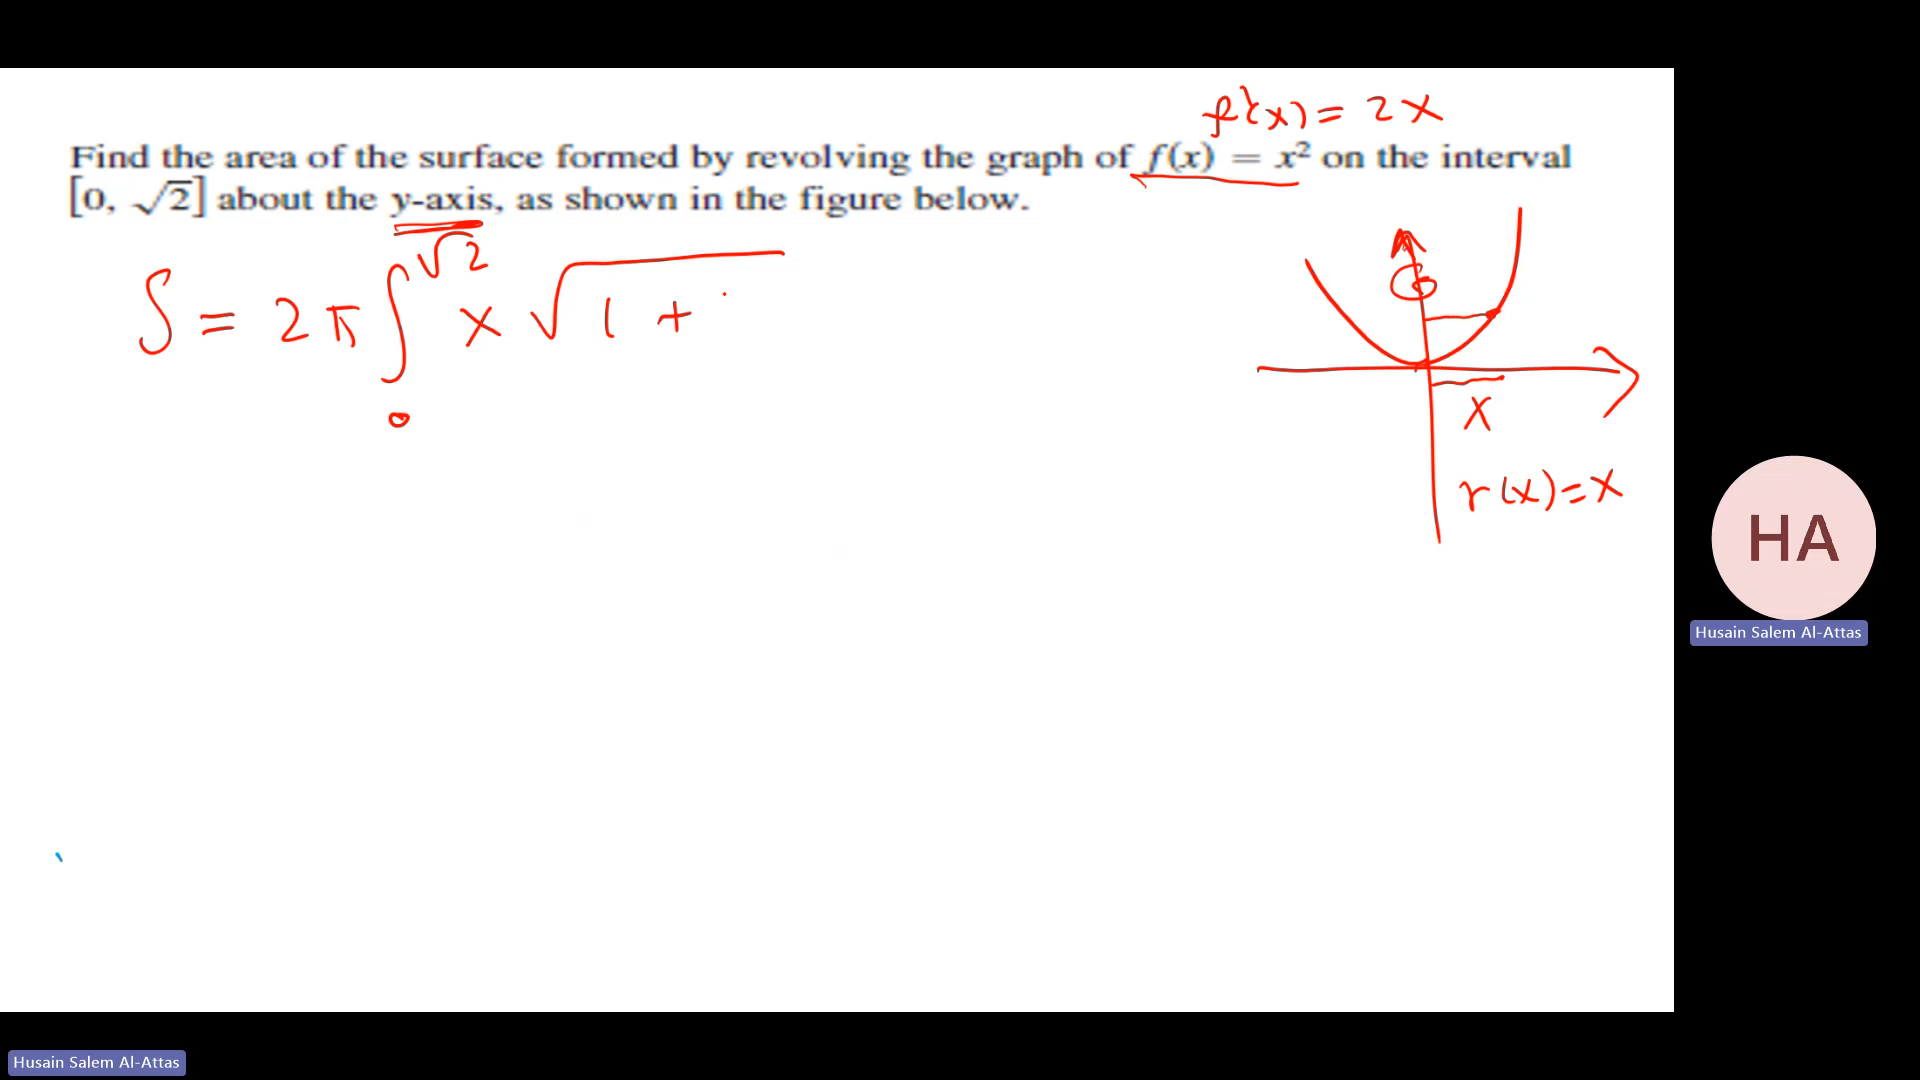 f'(x) = 2x
Find the area of the surface formed by revolving the graph of f(x) = x² on the interval
[0, √2] about the y-axis, as shown in the figure below.
S = 2π ∫₀^√2 x √(1 +
x
r(x) = x
HA
Husain Salem Al-Attas
Husain Salem Al-Attas